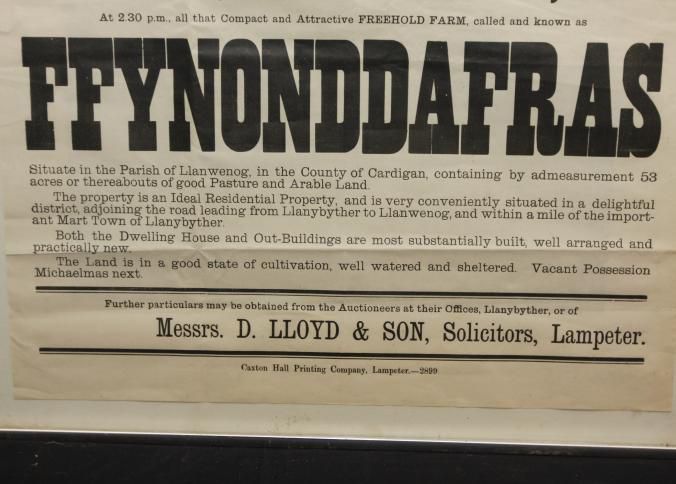 At 2.30 p.m., all that Compact and Attractive FREEHOLD FARM, called and known as
FFYNONDDAFRAS
Situate in the Parish of Llanwenog, in the County of Cardigan, containing by admeasurement 53
acres or thereabouts of good Pasture and Arable Land.
The property is an Ideal Residential Property, and is very conveniently situated in a delightful
district, adjoining the road leading from Llanybyther to Llanwenog, and within a mile of the import-
ant Mart Town of Llanybyther.
Both the Dwelling House and Out-Buildings are most substantially built, well arranged and
practically new.
The Land is in a good state of cultivation, well watered and sheltered. Vacant Possession
Michaelmas next.
Further particulars may be obtained from the Auctioneers at their Offices, Llanybyther, or of
Messrs. D. LLOYD & SON, Solicitors, Lampeter.
Caxton Hall Printing Company, Lampeter.—2899